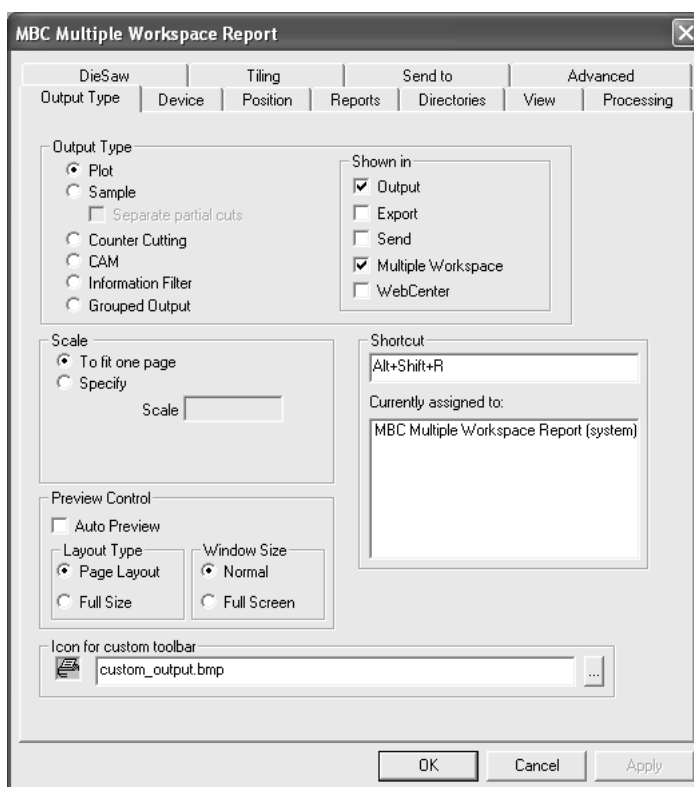 MBC Multiple Workspace Report
DieSaw Tiling Send to Advanced
Output Type Device Position Reports Directories View Processing
Output Type
Plot
Sample
Separate partial cuts
Counter Cutting
CAM
Information Filter
Grouped Output
Shown in
Output
Export
Send
Multiple Workspace
WebCenter
Scale
To fit one page
Specify
Scale
Shortcut
Alt+Shift+R
Currently assigned to:
MBC Multiple Workspace Report (system)
Preview Control
Auto Preview
Layout Type
Page Layout
Full Size
Window Size
Normal
Full Screen
Icon for custom toolbar
custom_output.bmp
...
OK Cancel Apply